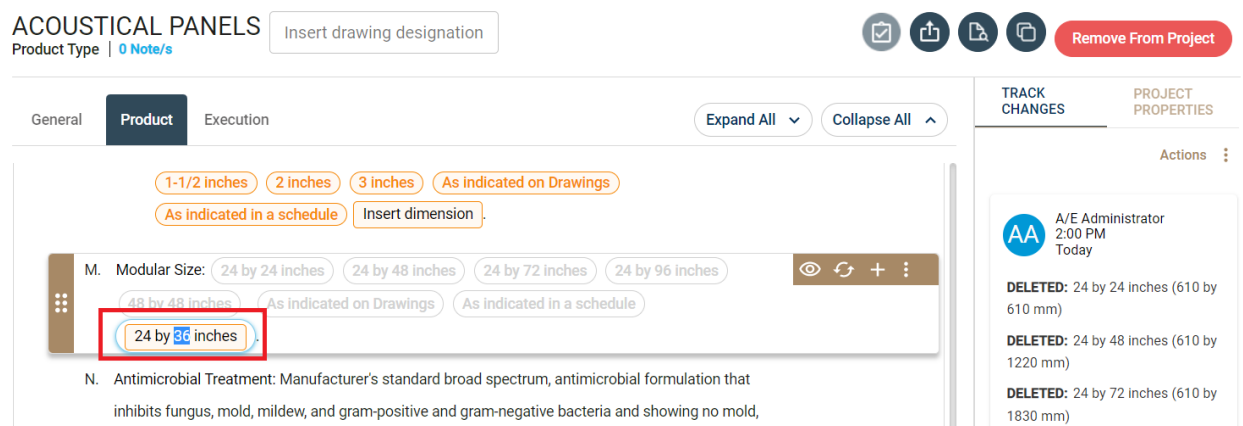 ACOUSTICAL PANELS
Insert drawing designation
Remove From Project
Product Type | 0 Note/s
General
Product
Execution
Expand All
Collapse All
TRACK CHANGES
PROJECT PROPERTIES
Actions
1-1/2 inches 2 inches 3 inches As indicated on Drawings
As indicated in a schedule Insert dimension.
M. Modular Size: 24 by 24 inches 24 by 48 inches 24 by 72 inches 24 by 96 inches
48 by 48 inches As indicated on Drawings As indicated in a schedule
24 by 36 inches.
N. Antimicrobial Treatment: Manufacturer's standard broad spectrum, antimicrobial formulation that
inhibits fungus, mold, mildew, and gram-positive and gram-negative bacteria and showing no mold,
AA
A/E Administrator
2:00 PM
Today
DELETED: 24 by 24 inches (610 by
610 mm)
DELETED: 24 by 48 inches (610 by
1220 mm)
DELETED: 24 by 72 inches (610 by
1830 mm)